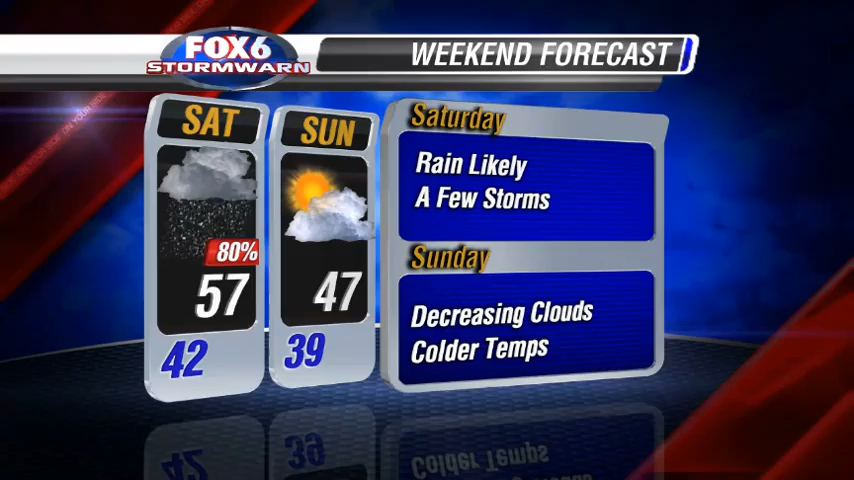 FOX6
STORMWARN
WEEKEND FORECAST
SAT
80%
57
42
SUN
47
39
Saturday
Rain Likely
A Few Storms
Sunday
Decreasing Clouds
Colder Temps